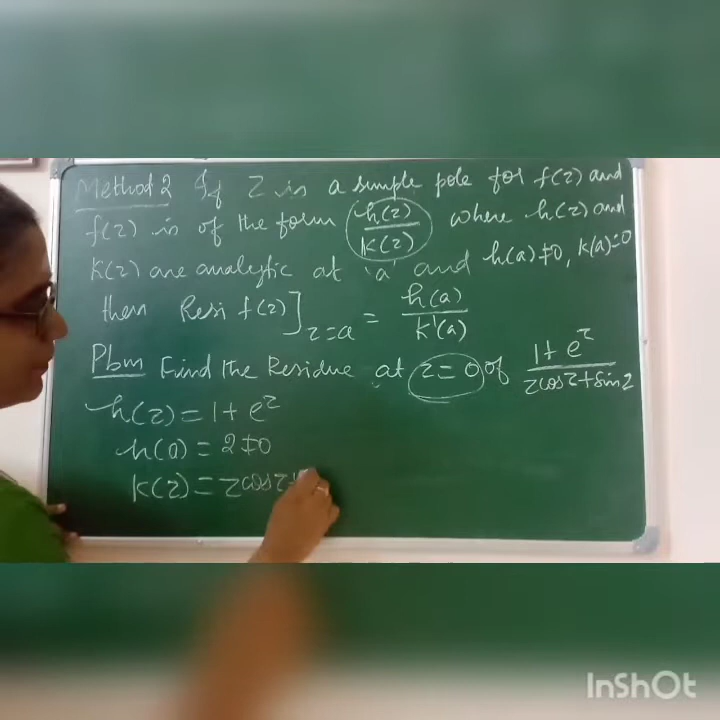 Method 2 If z is a simple pole for f(z) and
f(z) is of the form h(z)/k(z) where h(z) and
k(z) are analytic at 'a' and h(a)≠0, k(a)=0
then Resi f(z)]z=a = h(a)/k'(a)
Pbm Find the Residue at z=0 of 1+e^z/zcosz+sinz
h(z) = 1+e^z
h(0) = 2≠0
k(z) = zcosz+
InShOt